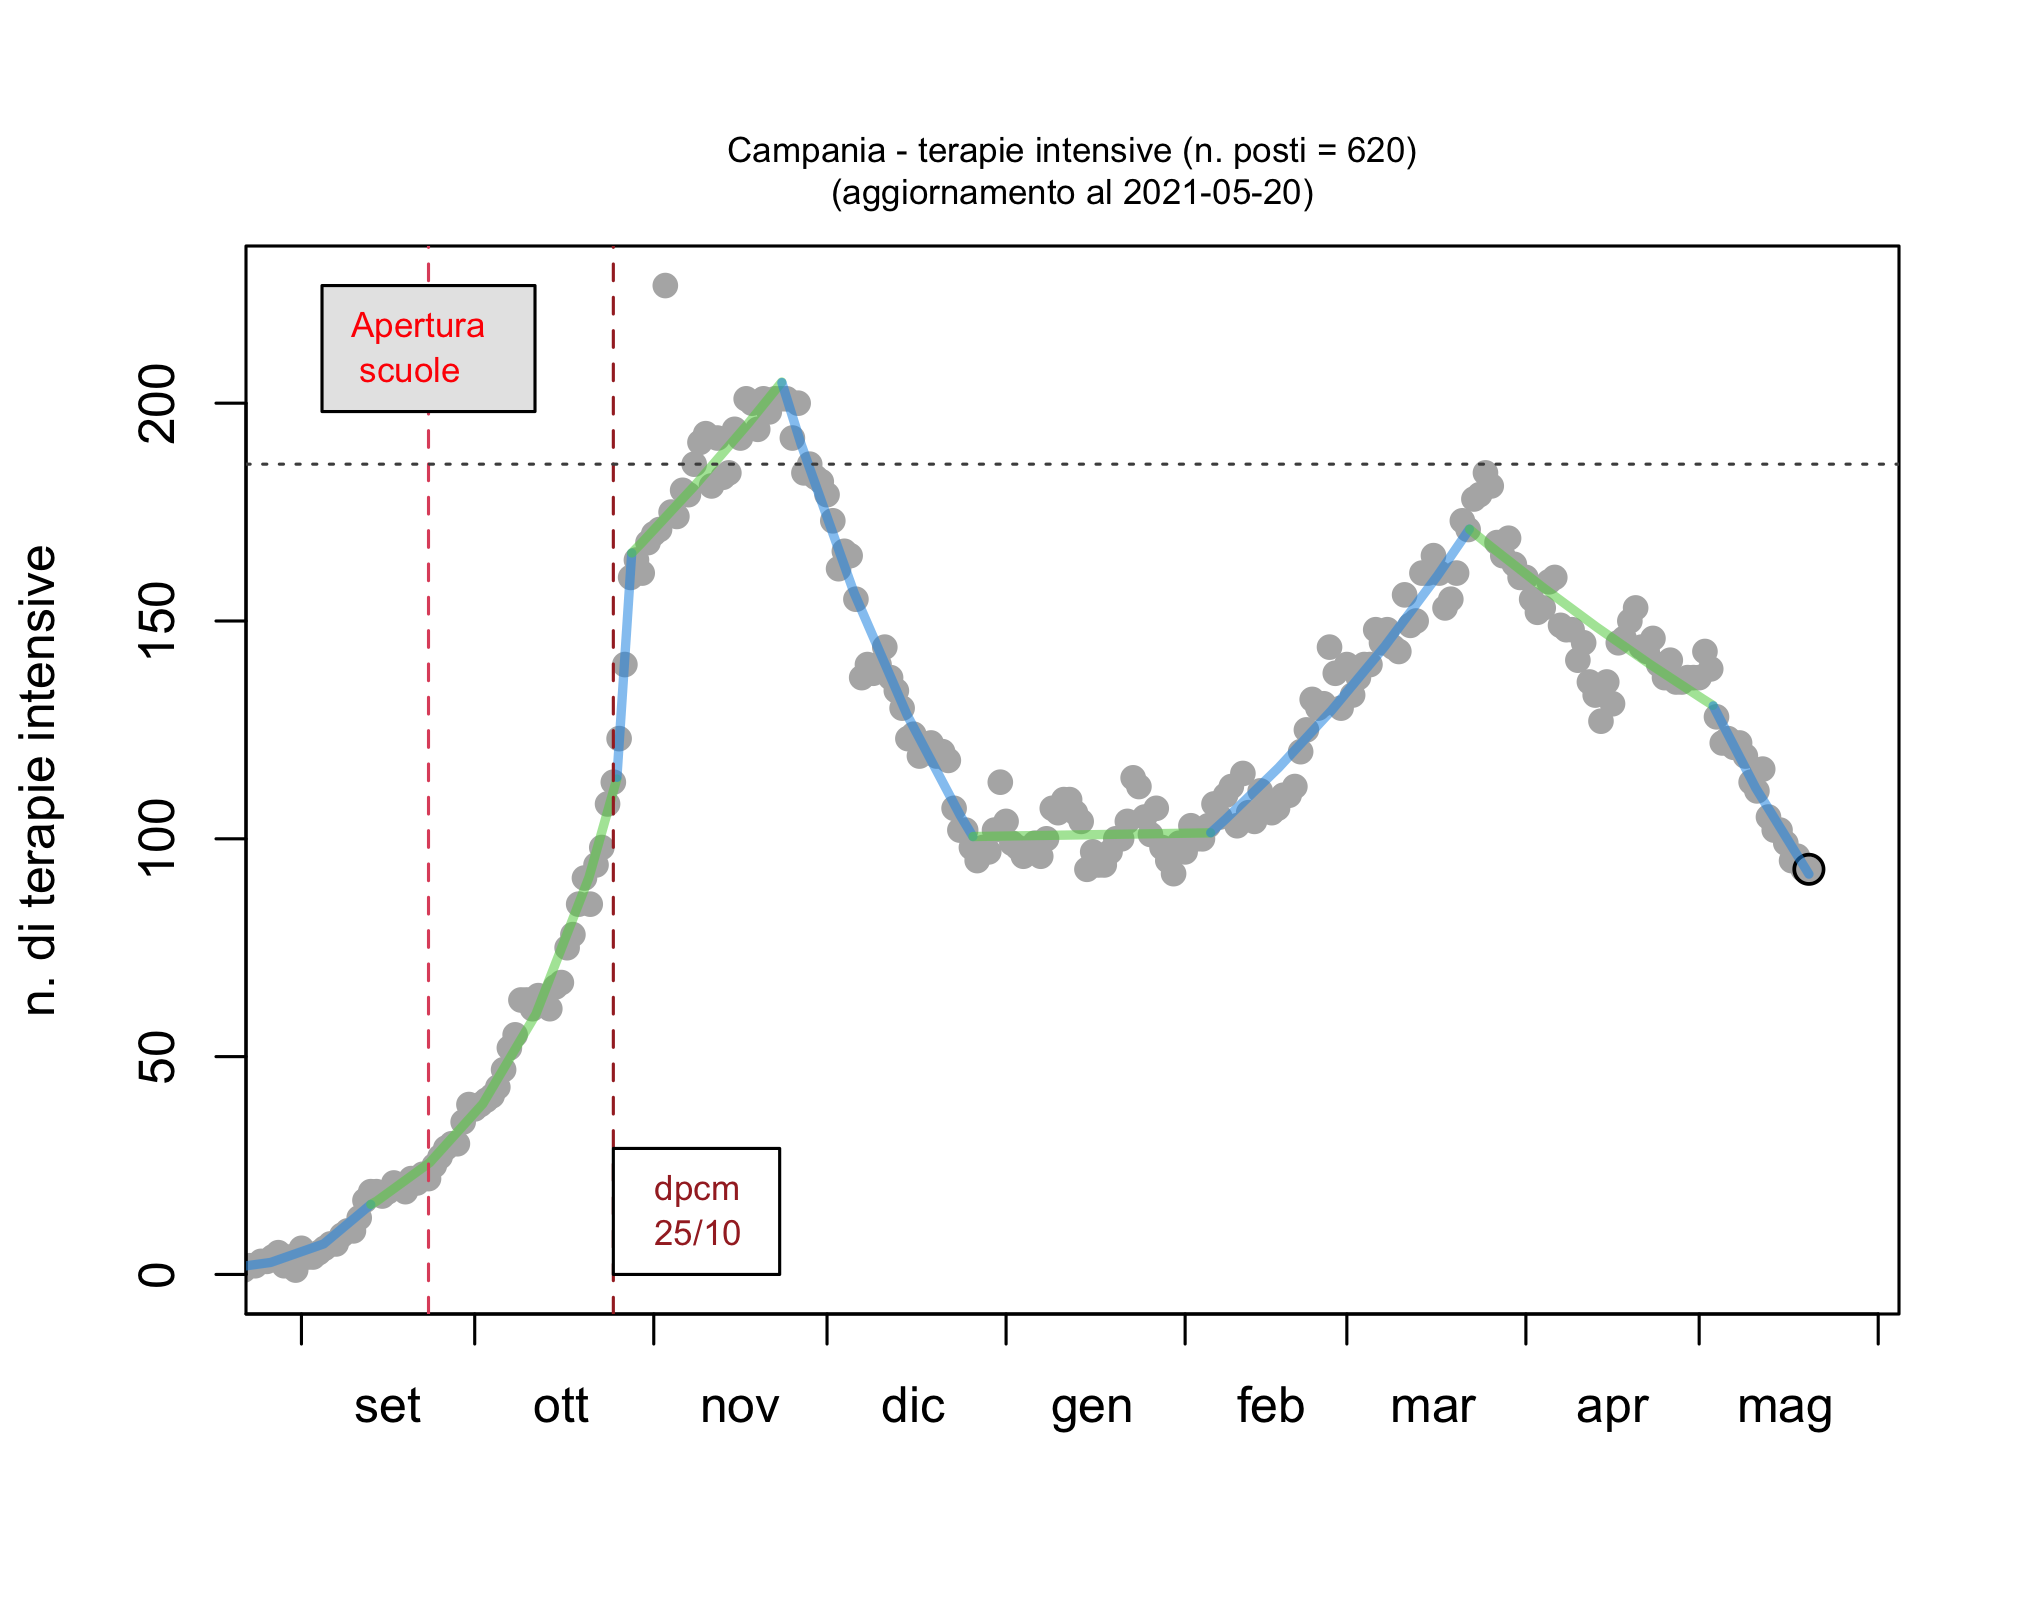 Campania - terapie intensive (n. posti = 620)
(aggiornamento al 2021-05-20)
Apertura
scuole
n. di terapie intensive
200
150
100
50
0
dpcm
25/10
set ott nov dic gen feb mar apr mag